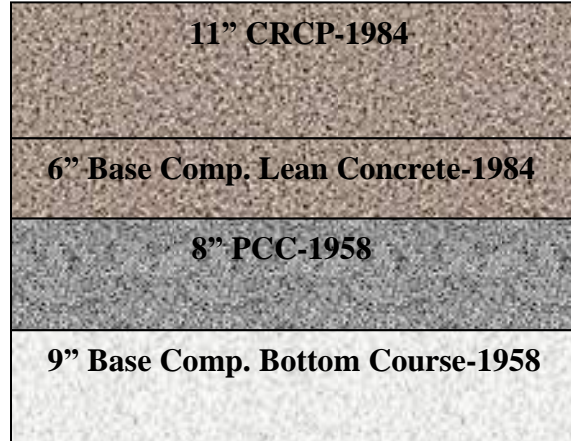 11” CRCP-1984
6” Base Comp. Lean Concrete-1984
8” PCC-1958
9” Base Comp. Bottom Course-1958